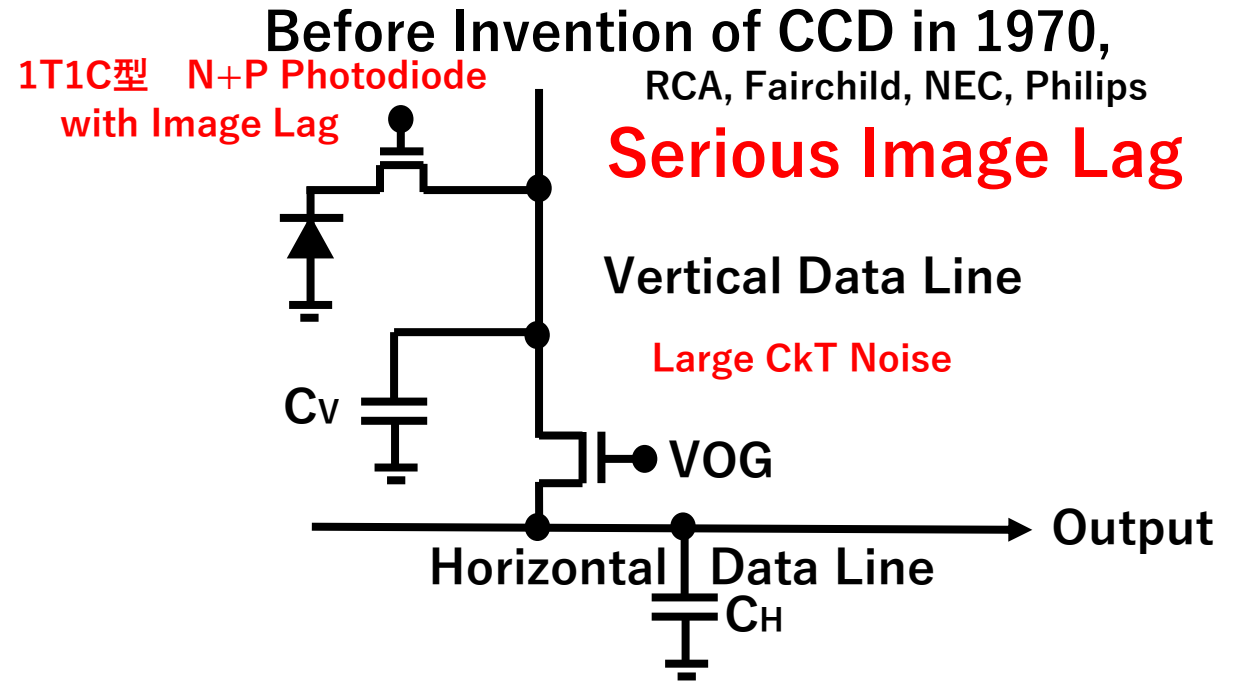 Before Invention of CCD in 1970,
1T1C型　N+P Photodiode
with Image Lag
RCA, Fairchild, NEC, Philips
Serious Image Lag
Vertical Data Line
Large CkT Noise
CV
VOG
Output
Horizontal Data Line
CH